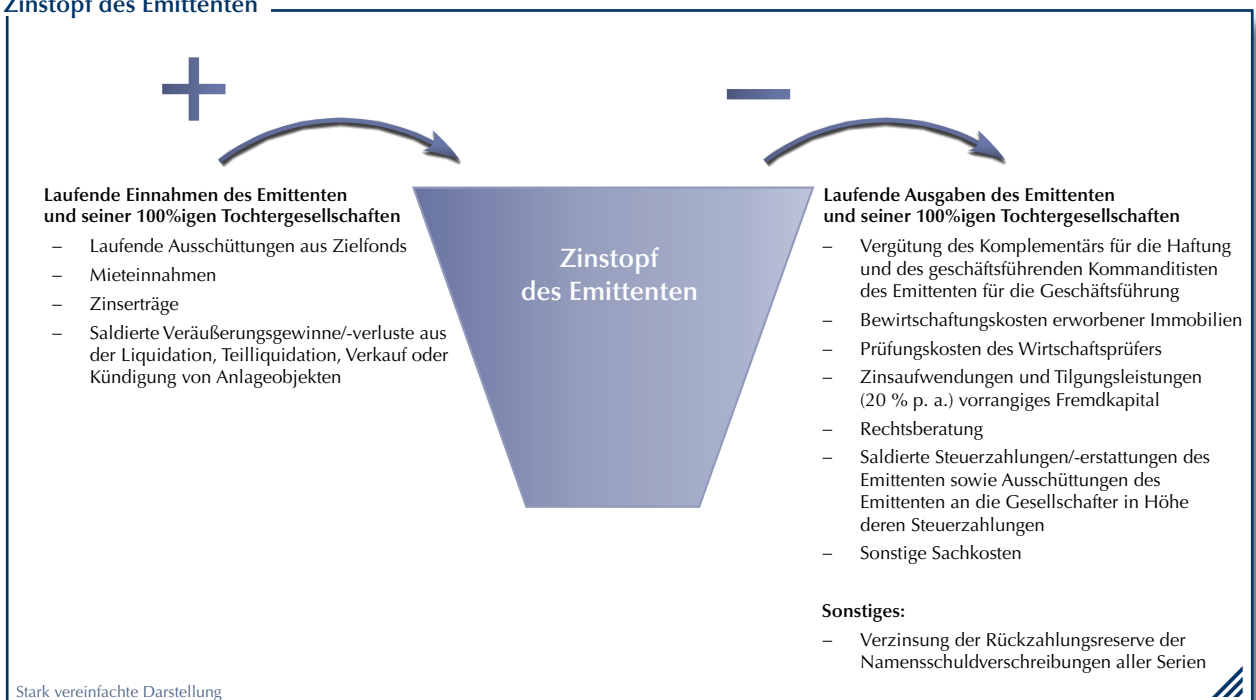 Zinstopf des Emittenten
+
–
Laufende Einnahmen des Emittenten
und seiner 100%igen Tochtergesellschaften
– Laufende Ausschüttungen aus Zielfonds
– Mieteinnahmen
– Zinserträge
– Saldierte Veräußerungsgewinne/-verluste aus
der Liquidation, Teilliquidation, Verkauf oder
Kündigung von Anlageobjekten
Zinstopf
des Emittenten
Laufende Ausgaben des Emittenten
und seiner 100%igen Tochtergesellschaften
– Vergütung des Komplementärs für die Haftung
und des geschäftsführenden Kommanditisten
des Emittenten für die Geschäftsführung
– Bewirtschaftungskosten erworbener Immobilien
– Prüfungskosten des Wirtschaftsprüfers
– Zinsaufwendungen und Tilgungsleistungen
(20 % p. a.) vorrangiges Fremdkapital
– Rechtsberatung
– Saldierte Steuerzahlungen/-erstattungen des
Emittenten sowie Ausschüttungen des
Emittenten an die Gesellschafter in Höhe
deren Steuerzahlungen
– Sonstige Sachkosten
Sonstiges:
– Verzinsung der Rückzahlungsreserve der
Namensschuldverschreibungen aller Serien
Stark vereinfachte Darstellung